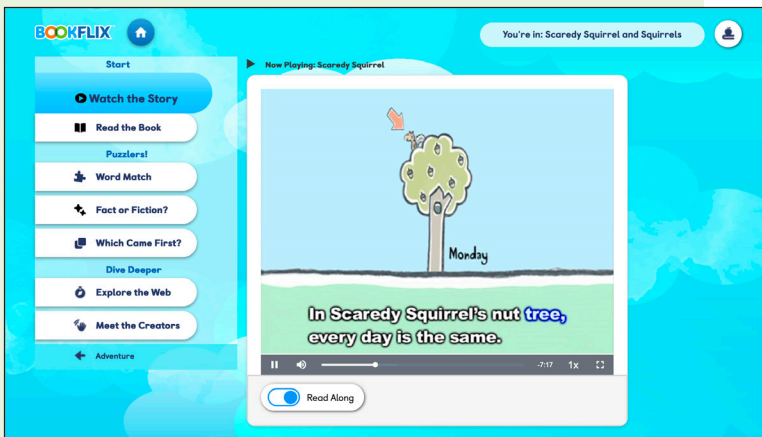 BOOKFLIX
You're in: Scaredy Squirrel and Squirrels
Start
Watch the Story
Read the Book
Puzzlers!
Word Match
Fact or Fiction?
Which Came First?
Dive Deeper
Explore the Web
Meet the Creators
Adventure
Now Playing: Scaredy Squirrel
Monday
In Scaredy Squirrel's nut tree,
every day is the same.
-7:17 1x
Read Along